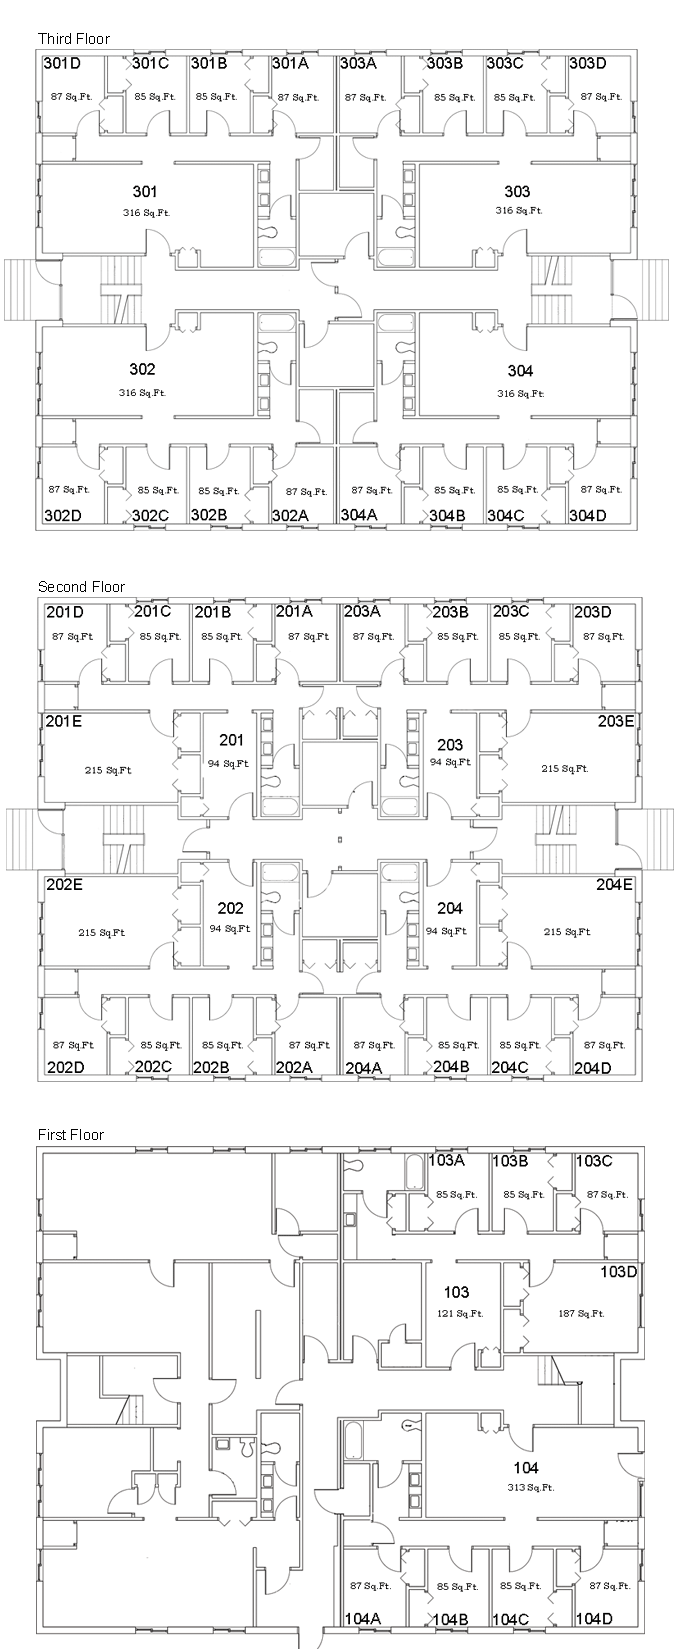 Third Floor
301D 301C 301B 301A 303A 303B 303C 303D
87 Sq.Ft. 85 Sq.Ft. 85 Sq.Ft. 87 Sq.Ft. 87 Sq.Ft. 85 Sq.Ft. 85 Sq.Ft. 87 Sq.Ft.
301 303
316 Sq.Ft. 316 Sq.Ft.
302 304
316 Sq.Ft. 316 Sq.Ft.
87 Sq.Ft. 85 Sq.Ft. 85 Sq.Ft. 87 Sq.Ft. 87 Sq.Ft. 85 Sq.Ft. 85 Sq.Ft. 87 Sq.Ft.
302D 302C 302B 302A 304A 304B 304C 304D
Second Floor
201D 201C 201B 201A 203A 203B 203C 203D
87 Sq.Ft 85 Sq.Ft. 85 Sq.Ft. 87 Sq.Ft. 87 Sq.Ft. 85 Sq.Ft. 85 Sq.Ft. 87 Sq.Ft.
201E 203E
201 203
94 Sq.Ft. 94 Sq.Ft.
215 Sq.Ft 215 Sq.Ft.
202E 204E
202 204
94 Sq.Ft. 94 Sq.Ft.
215 Sq.Ft 215 Sq.Ft
87 Sq.Ft 85 Sq.Ft. 85 Sq.Ft. 87 Sq.Ft. 87 Sq.Ft. 85 Sq.Ft. 85 Sq.Ft. 87 Sq.Ft.
202D 202C 202B 202A 204A 204B 204C 204D
First Floor
103A 103B 103C
85 Sq.Ft. 85 Sq.Ft. 87 Sq.Ft.
103D
103
121 Sq.Ft. 187 Sq.Ft.
104
313 Sq.Ft.
87 Sq.Ft. 85 Sq.Ft. 85 Sq.Ft. 87 Sq.Ft.
104A 104B 104C 104D